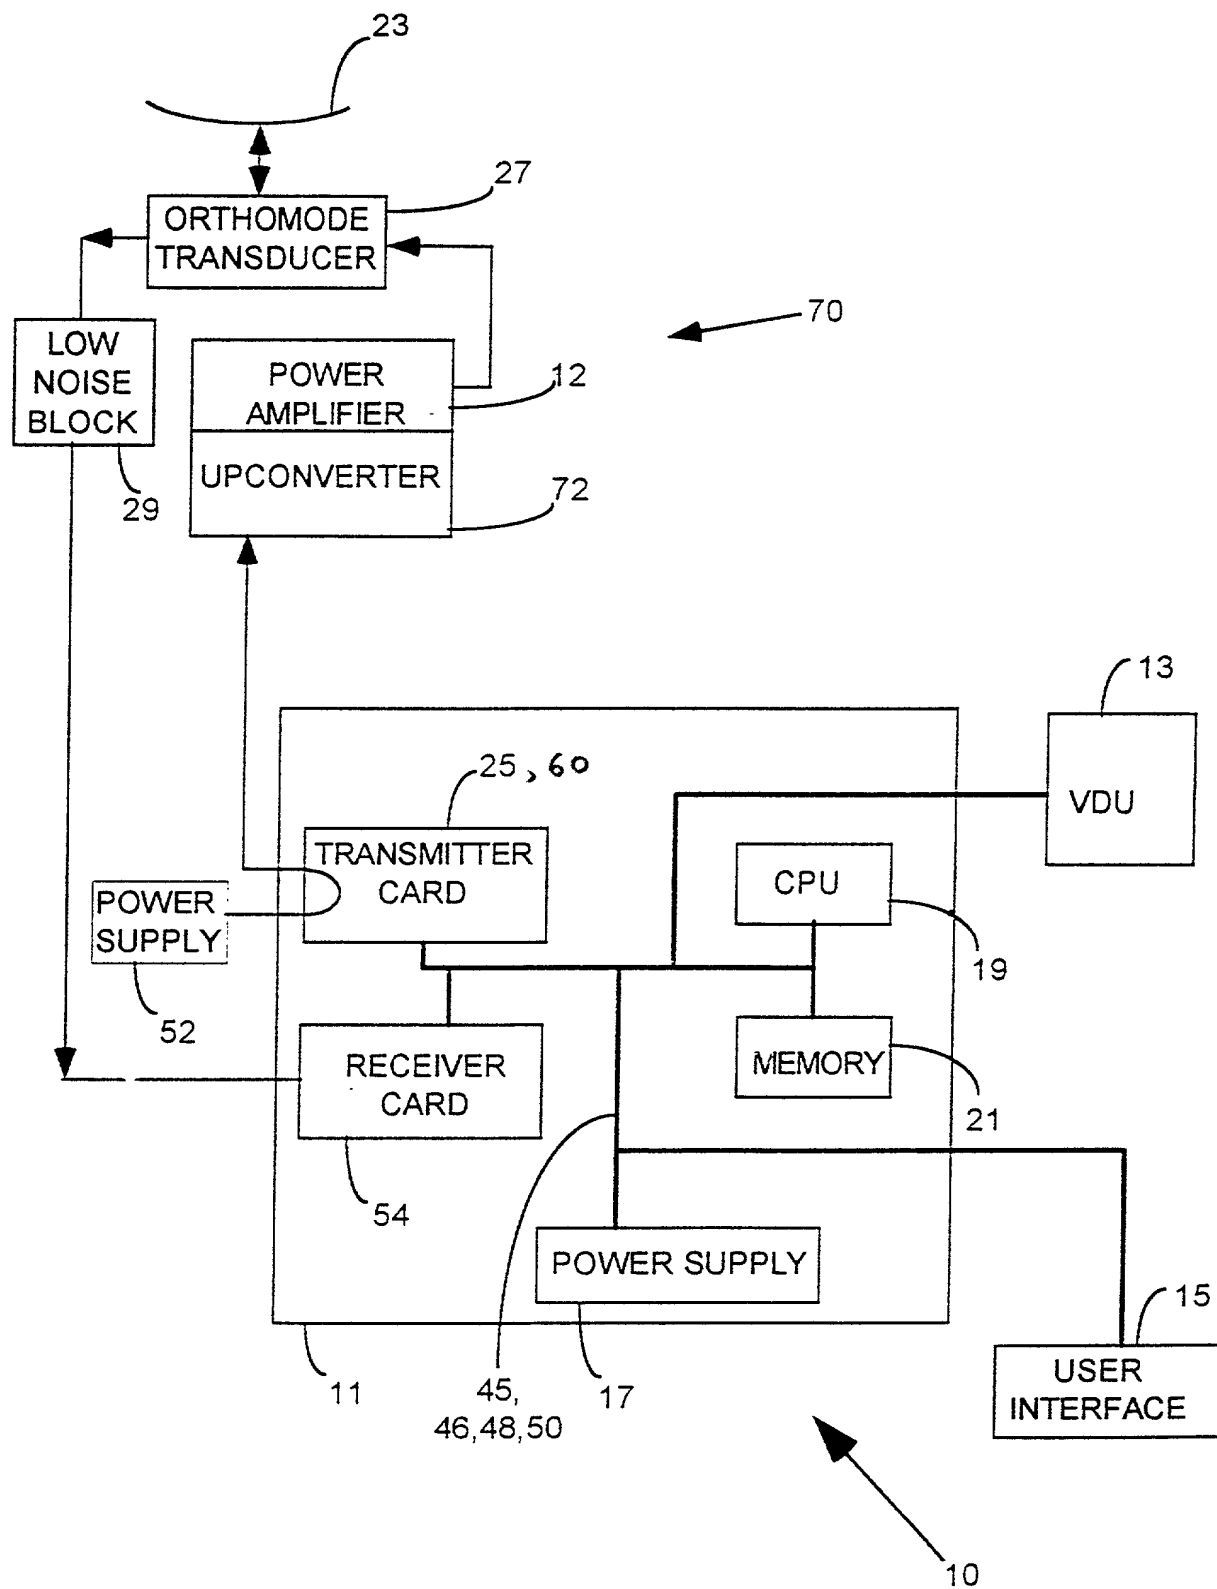 23
27
ORTHOMODE
TRANSDUCER
70
LOW
NOISE
BLOCK
POWER
AMPLIFIER
12
UPCONVERTER
72
29
13
VDU
25, 60
TRANSMITTER
CARD
CPU
POWER
SUPPLY
19
52
RECEIVER
CARD
MEMORY
21
54
POWER SUPPLY
15
11
45,
46,48,50
17
USER
INTERFACE
10